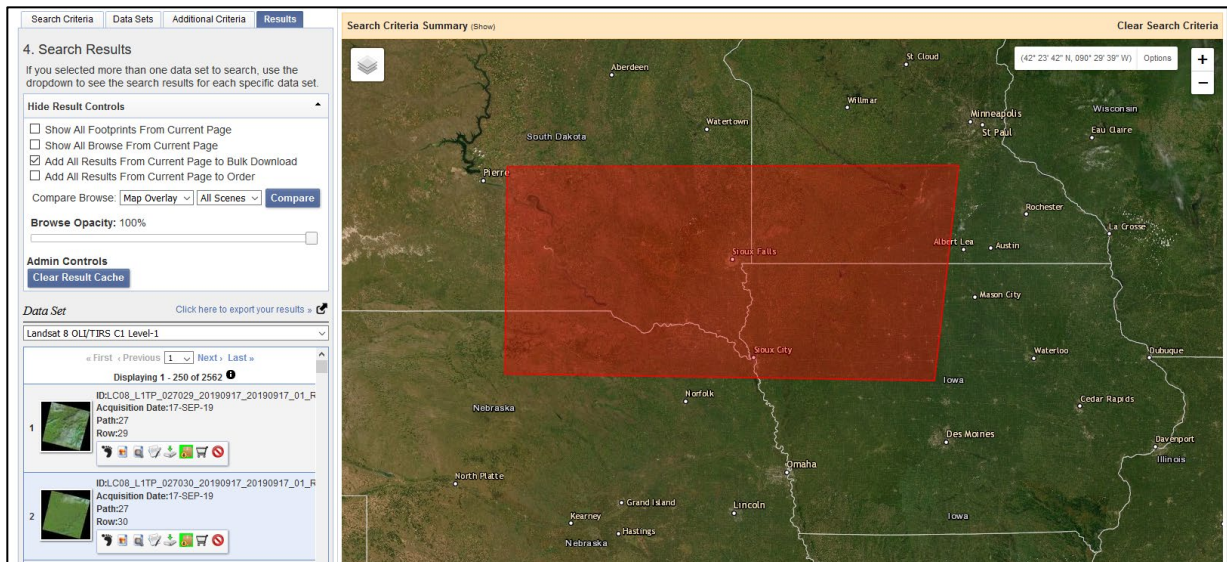 Search Criteria
Data Sets
Additional Criteria
Results
4. Search Results
If you selected more than one data set to search, use the
dropdown to see the search results for each specific data set.
Hide Result Controls
Show All Footprints From Current Page
Show All Browse From Current Page
Add All Results From Current Page to Bulk Download
Add All Results From Current Page to Order
Compare Browse: Map Overlay All Scenes Compare
Browse Opacity: 100%
Admin Controls
Clear Result Cache
Data Set
Click here to export your results »
Landsat 8 OLI/TIRS C1 Level-1
« First ‹ Previous 1 Next › Last »
Displaying 1 - 250 of 2562
1
ID:LC08_L1TP_027029_20190917_20190917_01_R
Acquisition Date:17-SEP-19
Path:27
Row:29
2
ID:LC08_L1TP_027030_20190917_20190917_01_R
Acquisition Date:17-SEP-19
Path:27
Row:30
Search Criteria Summary (Show)
Clear Search Criteria
(42° 23' 42" N, 090° 29' 39" W)
Options
+
−
St Cloud
Aberdeen
Willmar
Wisconsin
Minneapolis
St Paul
Watertown
Eau Claire
South Dakota
Pierre
Rochester
La Crosse
Albert Lea
Austin
Sioux Falls
Mason City
Sioux City
Waterloo
Dubuque
Iowa
Norfolk
Cedar Rapids
Nebraska
Des Moines
Davenport
Illinois
Omaha
North Platte
Grand Island
Lincoln
Kearney
Iowa
Hastings
Nebraska